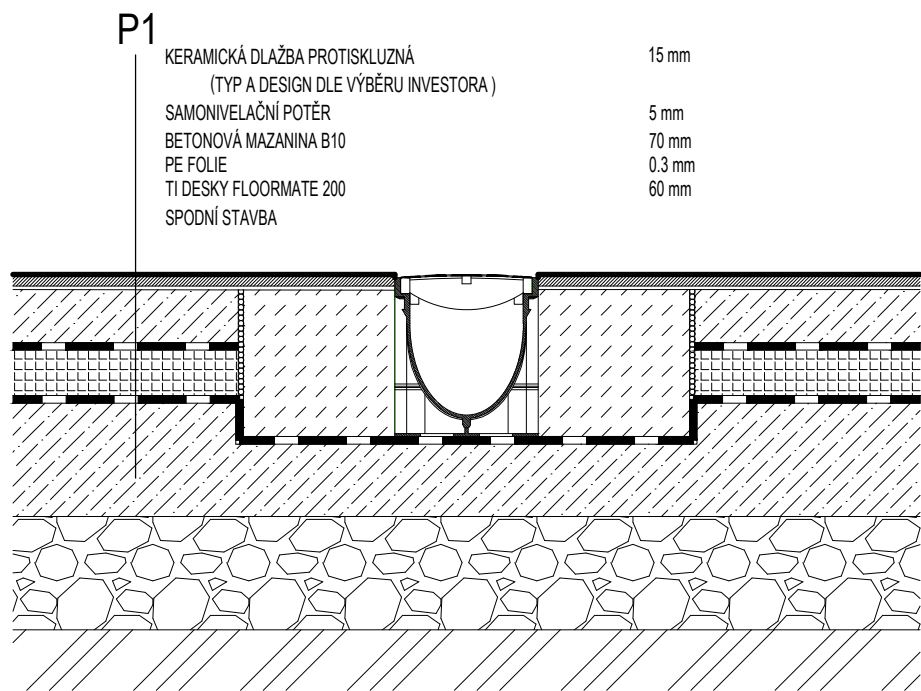 P1
KERAMICKÁ DLAŽBA PROTISKLUZNÁ 15 mm
(TYP A DESIGN DLE VÝBĚRU INVESTORA )
SAMONIVELAČNÍ POTĚR 5 mm
BETONOVÁ MAZANINA B10 70 mm
PE FOLIE 0.3 mm
TI DESKY FLOORMATE 200 60 mm
SPODNÍ STAVBA